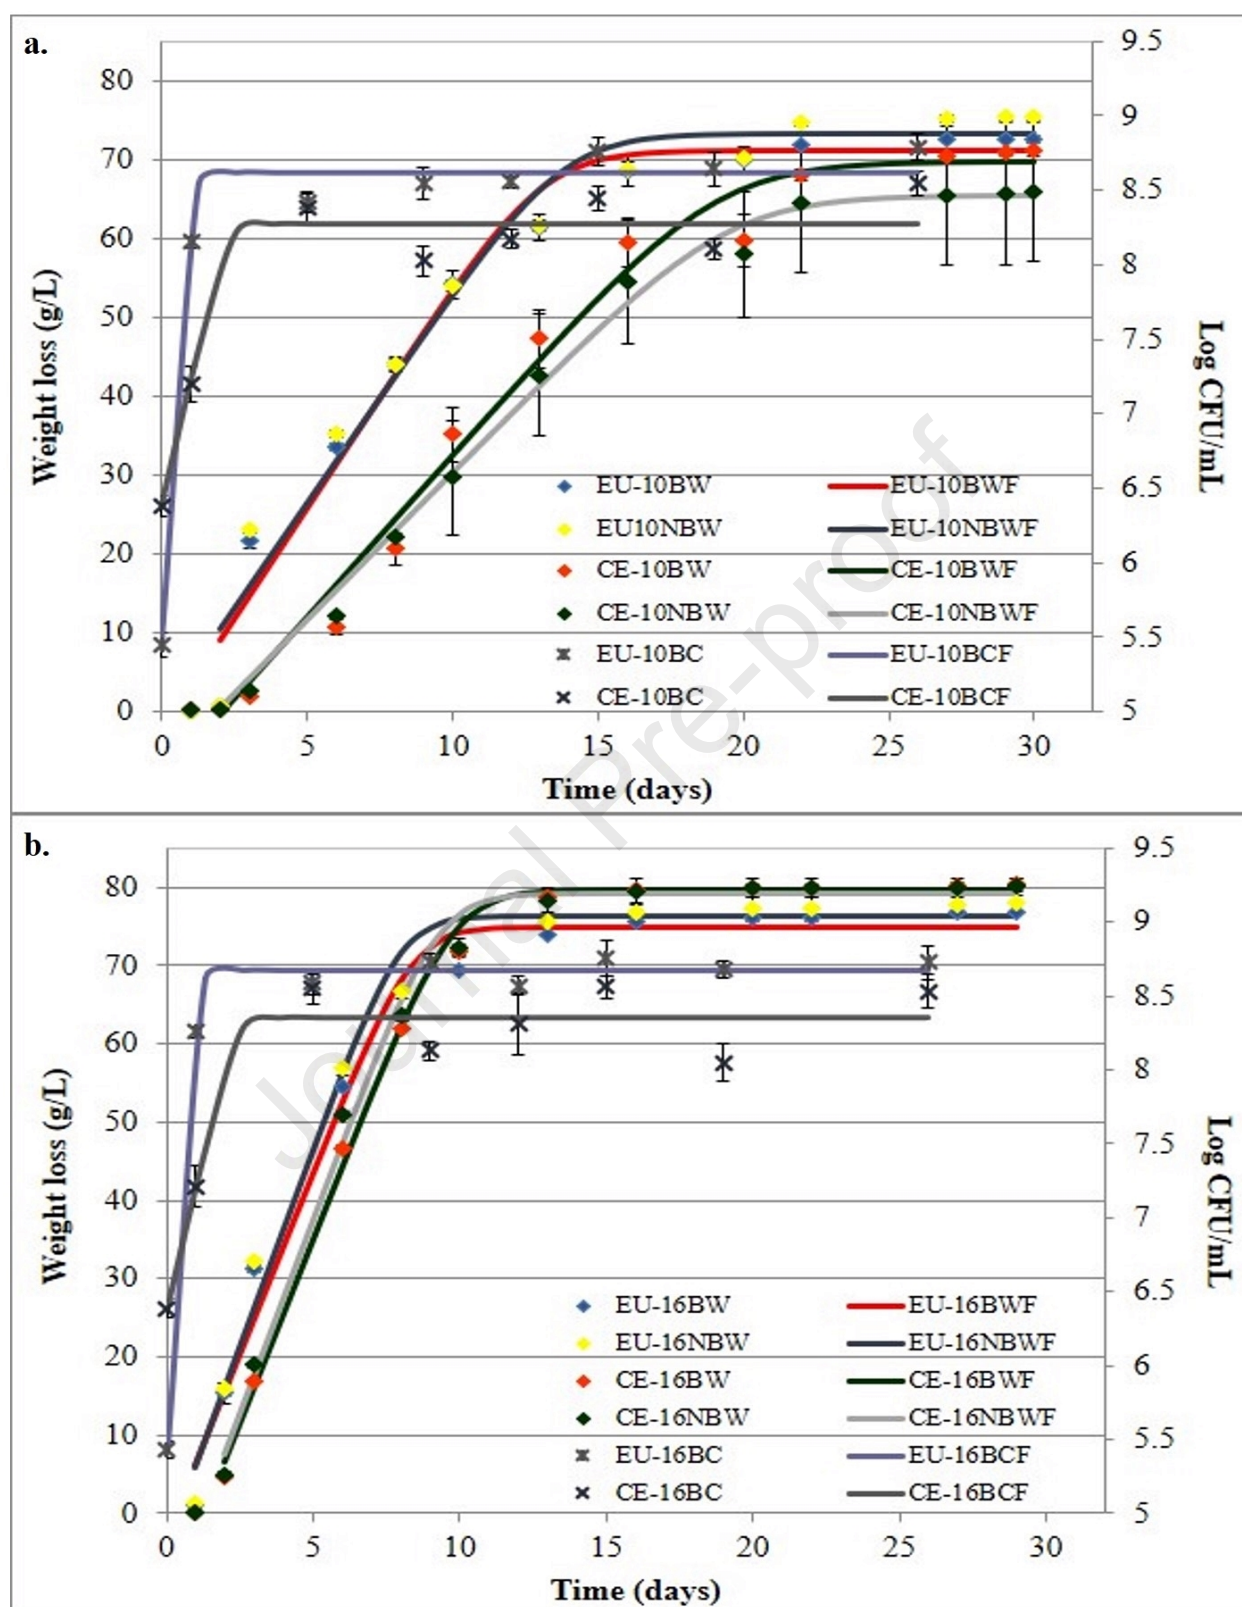 a.
80
70
60
50
40
30
20
10
0
9.5
9
8.5
8
7.5
7
6.5
6
5.5
5
Weight loss (g/L)
Log CFU/mL
EU-10BW EU-10BWF
EU10NBW EU-10NBWF
CE-10BW CE-10BWF
CE-10NBW CE-10NBWF
EU-10BC EU-10BCF
CE-10BC CE-10BCF
0 5 10 15 20 25 30
Time (days)
Journal Pre-proof
b.
80
70
60
50
40
30
20
10
0
9.5
9
8.5
8
7.5
7
6.5
6
5.5
5
Weight loss (g/L)
Log CFU/mL
EU-16BW EU-16BWF
EU-16NBW EU-16NBWF
CE-16BW CE-16BWF
CE-16NBW CE-16NBWF
EU-16BC EU-16BCF
CE-16BC CE-16BCF
0 5 10 15 20 25 30
Time (days)